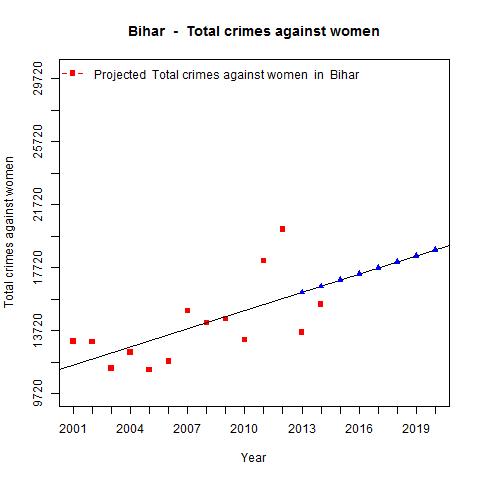 Bihar - Total crimes against women
Projected Total crimes against women in Bihar
Total crimes against women
29720
25720
21720
17720
13720
9720
2001 2004 2007 2010 2013 2016 2019
Year